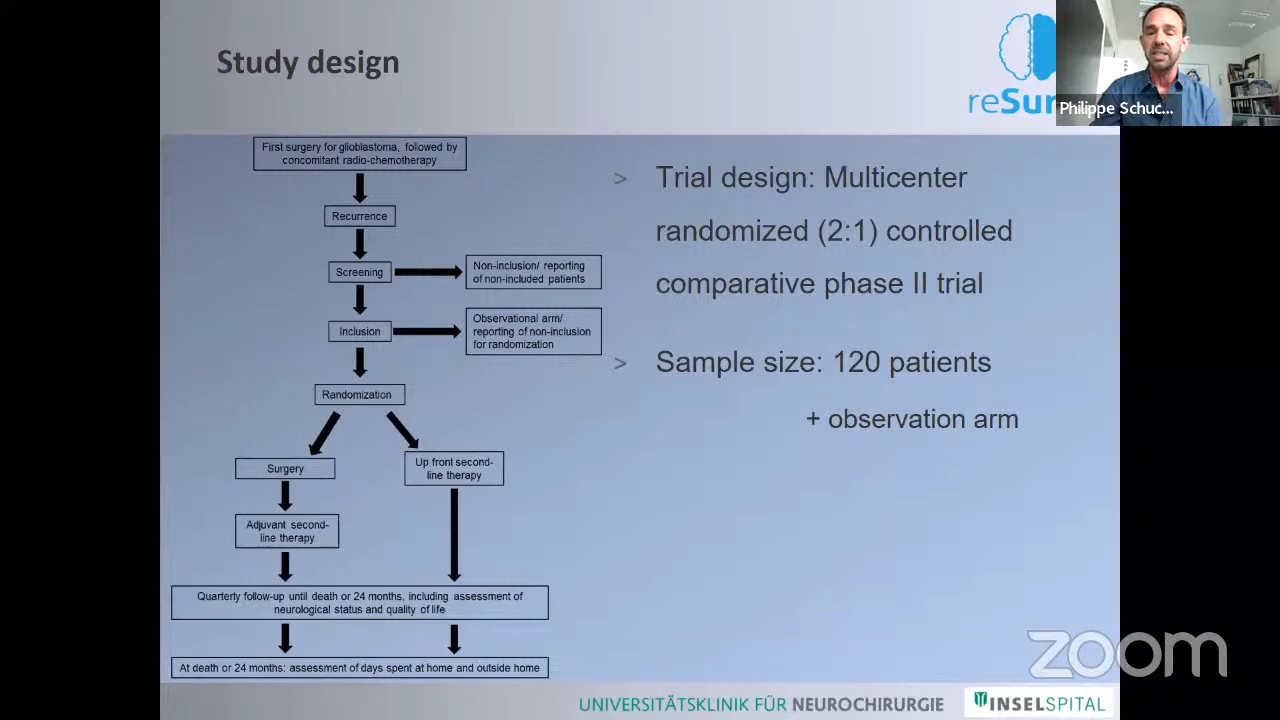 Study design
reSur
Philippe Schuc...
First surgery for glioblastoma, followed by
concomitant radio-chemotherapy
Recurrence
Screening
Non-inclusion/ reporting
of non-included patients
Inclusion
Observational arm/
reporting of non-inclusion
for randomization
Randomization
Surgery
Up front second-
line therapy
Adjuvant second-
line therapy
Quarterly follow-up until death or 24 months, including assessment of
neurological status and quality of life
At death or 24 months: assessment of days spent at home and outside home
> Trial design: Multicenter
randomized (2:1) controlled
comparative phase II trial
> Sample size: 120 patients
+ observation arm
zoom
UNIVERSITÄTSKLINIK FÜR NEUROCHIRURGIE
INSELSPITAL